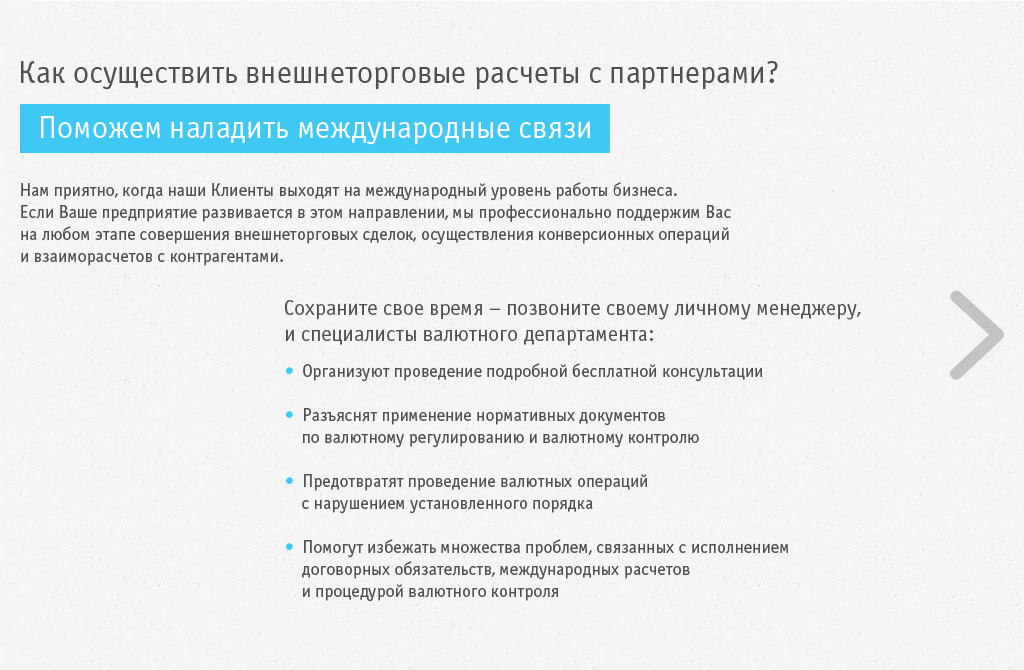 Как осуществить внешнеторговые расчеты с партнерами?
Поможем наладить международные связи
Нам приятно, когда наши Клиенты выходят на международный уровень работы бизнеса.
Если Ваше предприятие развивается в этом направлении, мы профессионально поддержим Вас
на любом этапе совершения внешнеторговых сделок, осуществления конверсионных операций
и взаиморасчетов с контрагентами.
Сохраните свое время – позвоните своему личному менеджеру,
и специалисты валютного департамента:
• Организуют проведение подробной бесплатной консультации
• Разъяснят применение нормативных документов
по валютному регулированию и валютному контролю
• Предотвратят проведение валютных операций
с нарушением установленного порядка
• Помогут избежать множества проблем, связанных с исполнением
договорных обязательств, международных расчетов
и процедурой валютного контроля